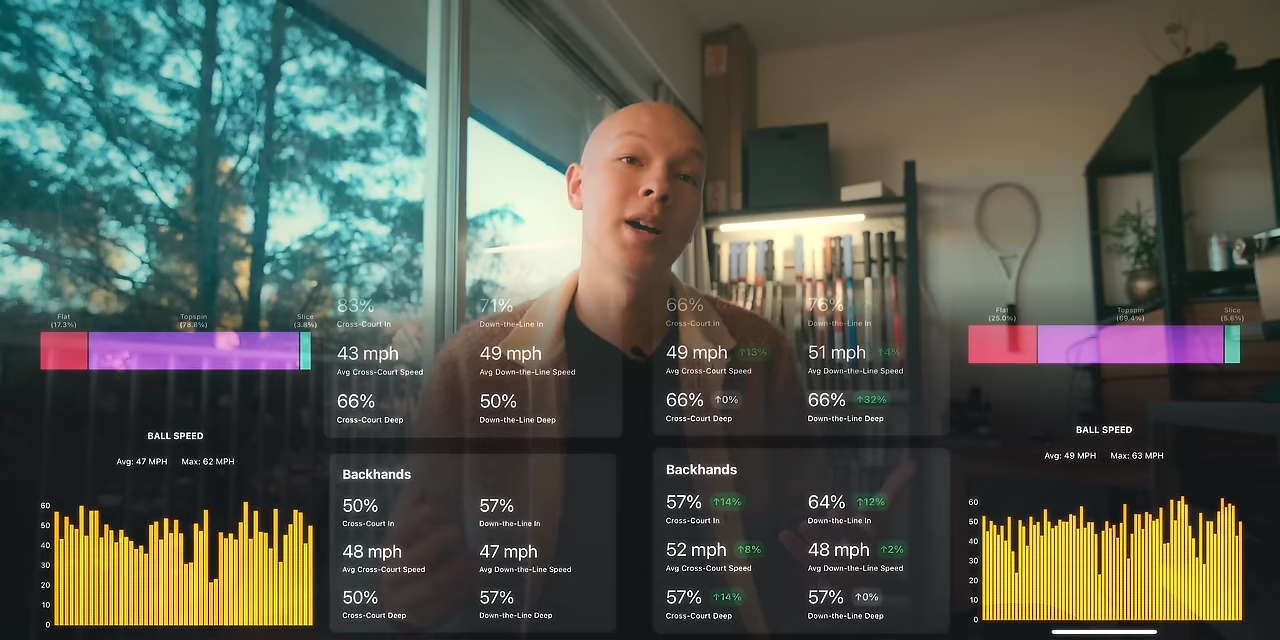 Flat
(17.3%)
Topspin
(78.8%)
Slice
(3.8%)
BALL SPEED
Avg: 47 MPH Max: 62 MPH
60
50
40
30
20
10
0
83% 71%
Cross-Court In Down-the-Line In
43 mph 49 mph
Avg Cross-Court Speed Avg Down-the-Line Speed
66% 50%
Cross-Court Deep Down-the-Line Deep
Backhands
50% 57%
Cross-Court In Down-the-Line In
48 mph 47 mph
Avg Cross-Court Speed Avg Down-the-Line Speed
50% 57%
Cross-Court Deep Down-the-Line Deep
66% 76%
Cross-Court In Down-the-Line In
49 mph ↑13% 51 mph ↑4%
Avg Cross-Court Speed Avg Down-the-Line Speed
66% ↑0% 66% ↑32%
Cross-Court Deep Down-the-Line Deep
Backhands
57% ↑14% 64% ↑12%
Cross-Court In Down-the-Line In
52 mph ↑8% 48 mph ↑2%
Avg Cross-Court Speed Avg Down-the-Line Speed
57% ↑14% 57% ↑0%
Cross-Court Deep Down-the-Line Deep
Flat
(25.0%)
Topspin
(69.4%)
Slice
(5.6%)
BALL SPEED
Avg: 49 MPH Max: 63 MPH
60
50
40
30
20
10
0